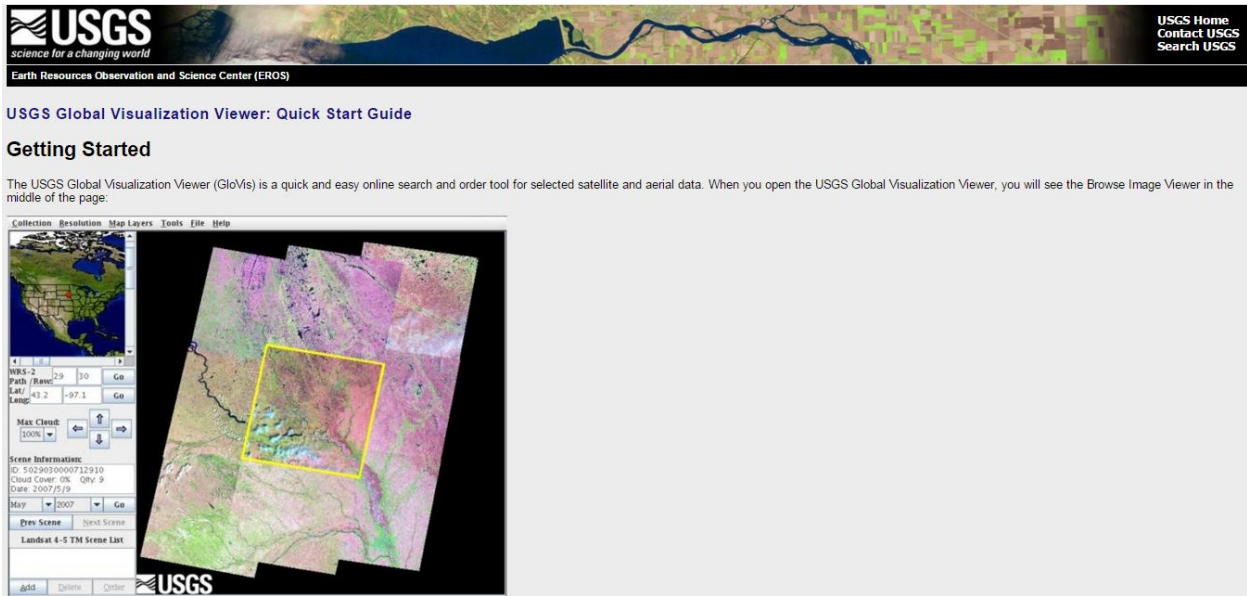 USGS
science for a changing world
USGS Home
Contact USGS
Search USGS
Earth Resources Observation and Science Center (EROS)
USGS Global Visualization Viewer: Quick Start Guide
Getting Started
The USGS Global Visualization Viewer (GloVis) is a quick and easy online search and order tool for selected satellite and aerial data. When you open the USGS Global Visualization Viewer, you will see the Browse Image Viewer in the
middle of the page:
Collection Resolution Map Layers Tools File Help
WRS-2
Path /Row: 29 30 Go
Lat/
Long: 43.2 -97.1 Go
Max Cloud:
100%
Scene Information:
ID: 5029030000712910
Cloud Cover: 0% Qlty: 9
Date: 2007/5/9
May 2007 Go
Prev Scene Next Scene
Landsat 4-5 TM Scene List
Add Delete Order
USGS